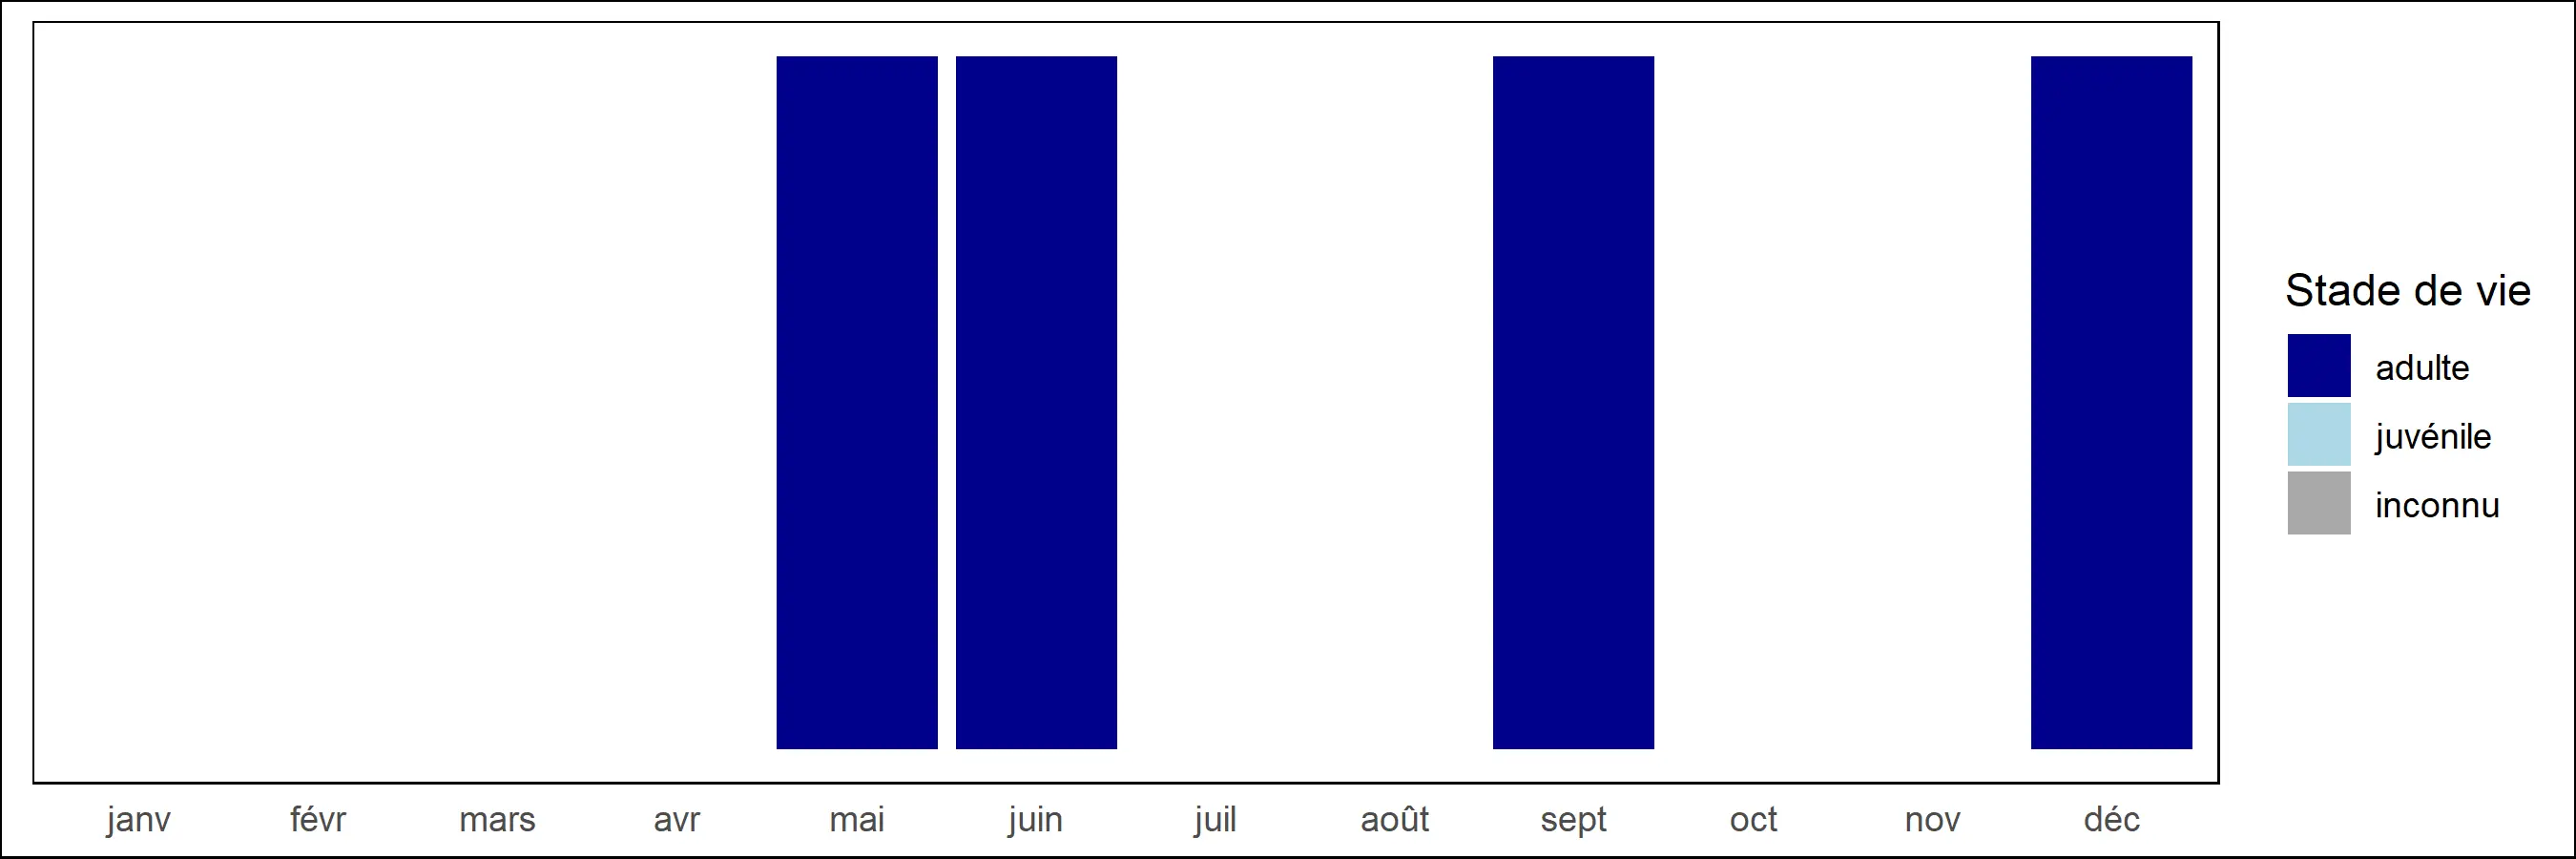 Stade de vie
adulte
juvénile
inconnu
janv févr mars avr mai juin juil août sept oct nov déc